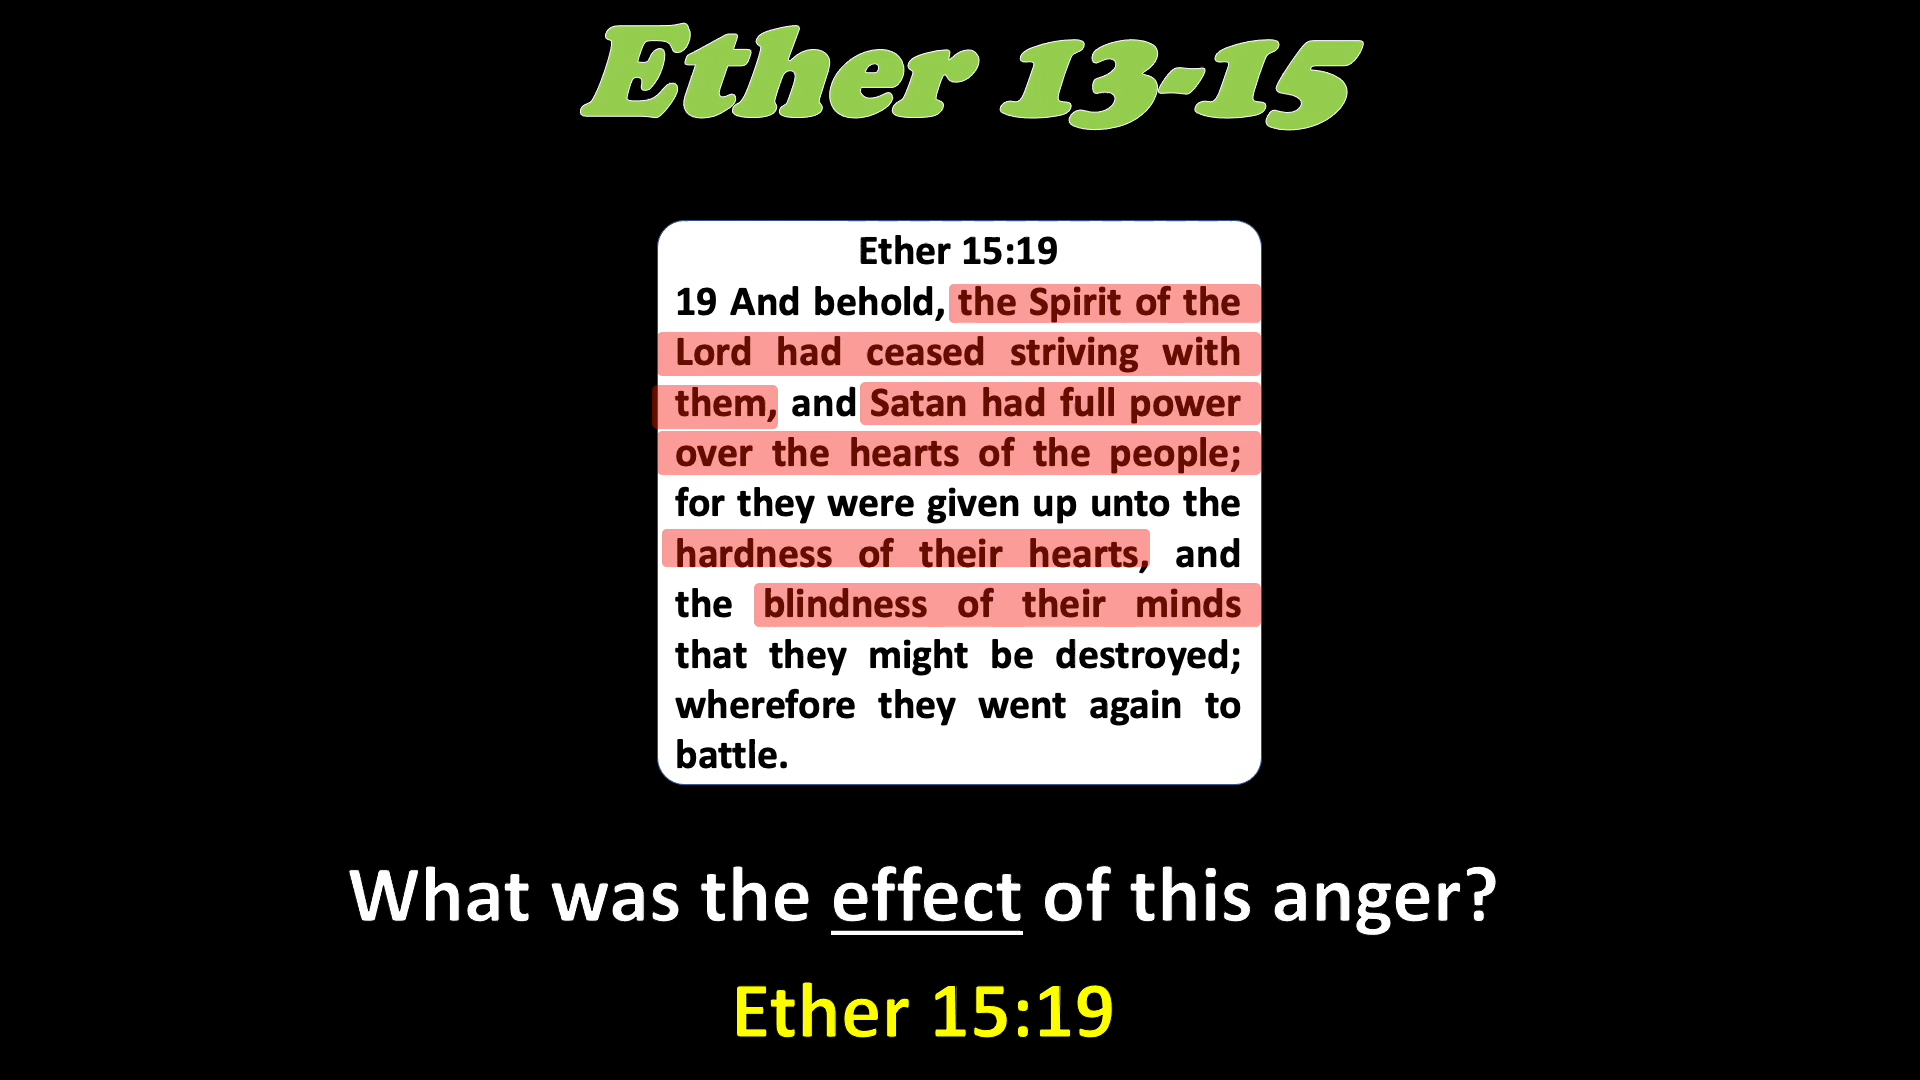 Ether 13-15
Ether 15:19
19 And behold, the Spirit of the
Lord had ceased striving with
them, and Satan had full power
over the hearts of the people;
for they were given up unto the
hardness of their hearts, and
the blindness of their minds
that they might be destroyed;
wherefore they went again to
battle.
What was the effect of this anger?
Ether 15:19